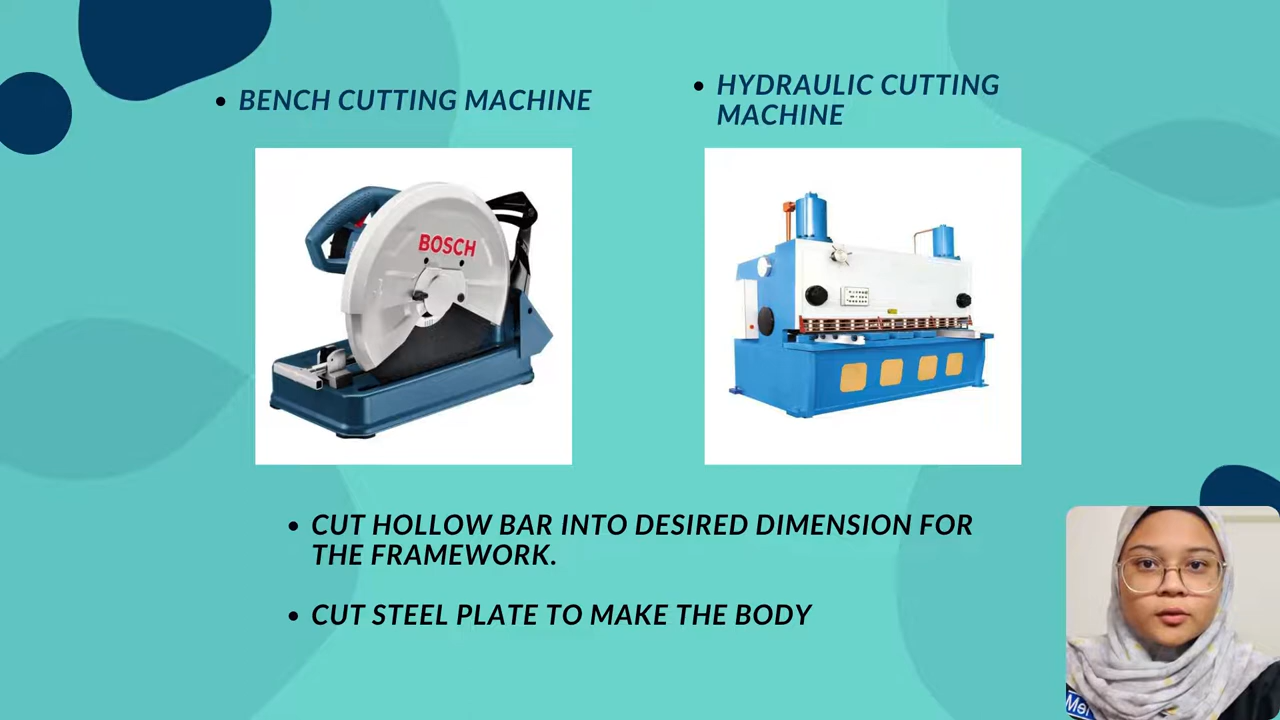 • BENCH CUTTING MACHINE
• HYDRAULIC CUTTING
MACHINE
BOSCH
• CUT HOLLOW BAR INTO DESIRED DIMENSION FOR
THE FRAMEWORK.
• CUT STEEL PLATE TO MAKE THE BODY